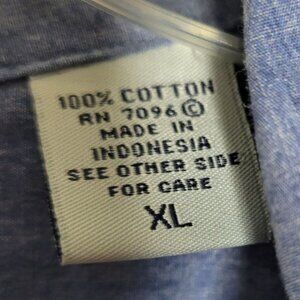 100% COTTON
RN 7096©
MADE IN
INDONESIA
SEE OTHER SIDE
FOR CARE
XL